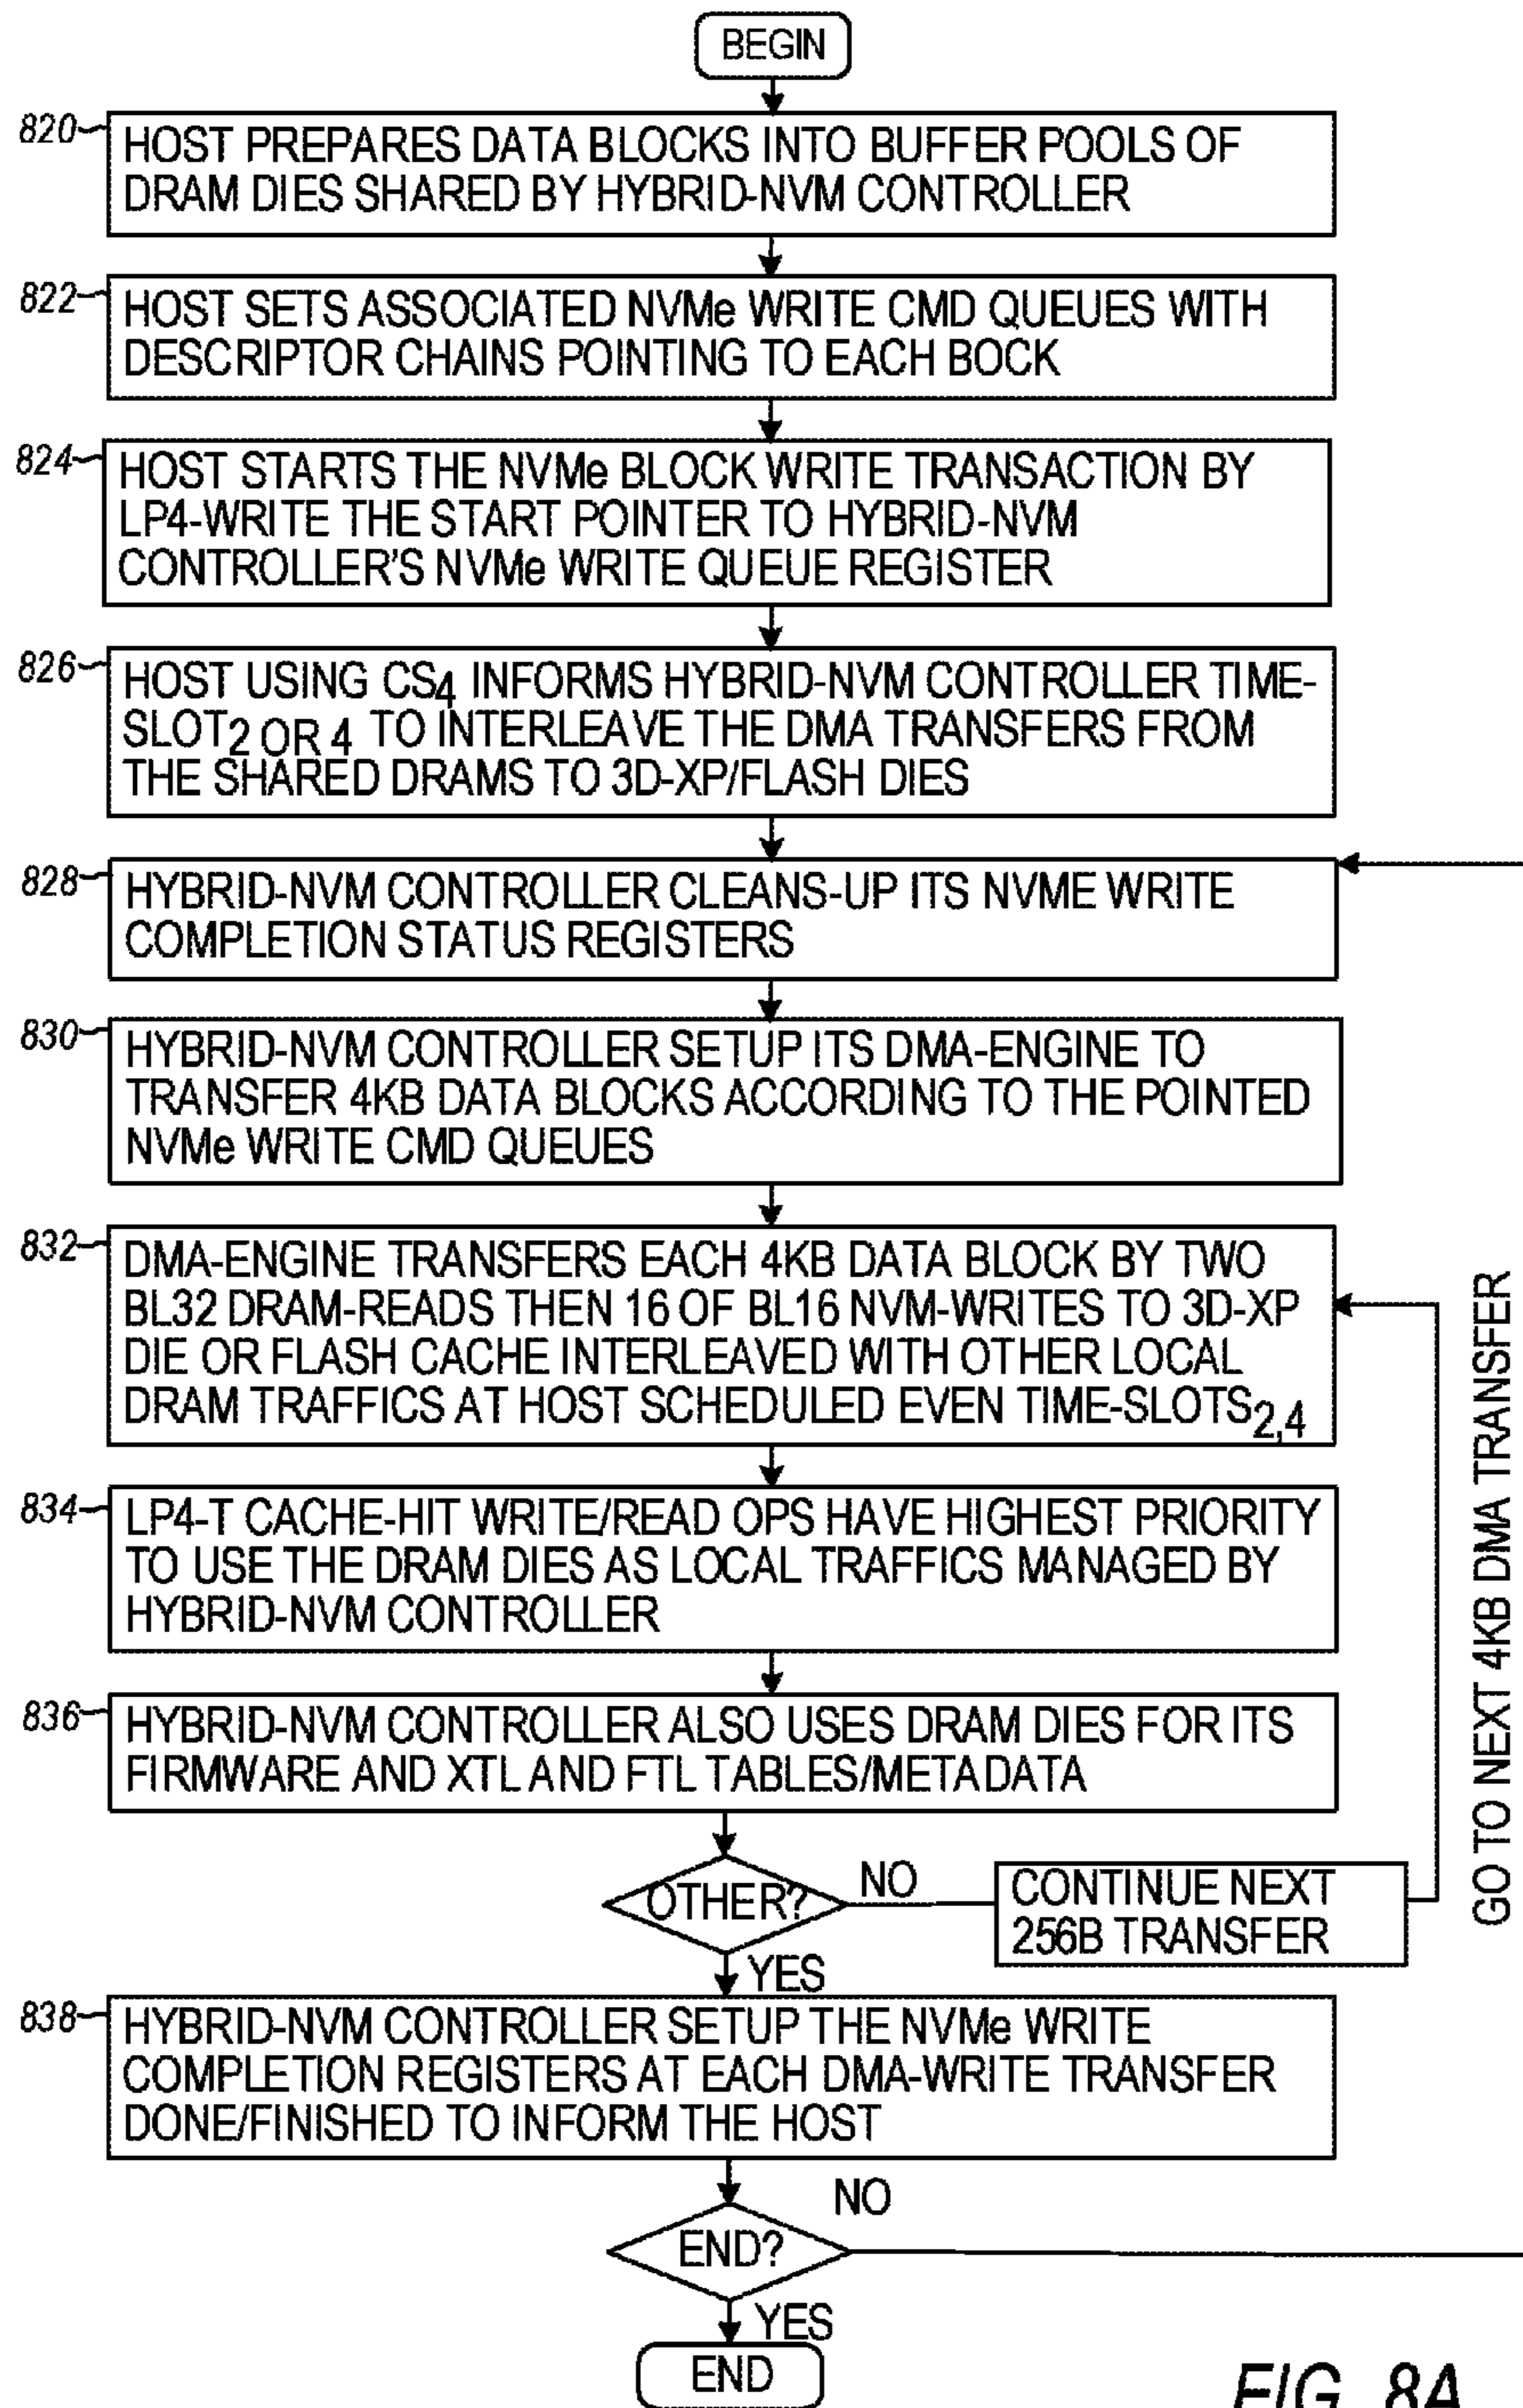 BEGIN
820
HOST PREPARES DATA BLOCKS INTO BUFFER POOLS OF
DRAM DIES SHARED BY HYBRID-NVM CONTROLLER
822
HOST SETS ASSOCIATED NVMe WRITE CMD QUEUES WITH
DESCRIPTOR CHAINS POINTING TO EACH BOCK
824
HOST STARTS THE NVMe BLOCK WRITE TRANSACTION BY
LP4-WRITE THE START POINTER TO HYBRID-NVM
CONTROLLER'S NVMe WRITE QUEUE REGISTER
826
HOST USING CS4 INFORMS HYBRID-NVM CONTROLLER TIME-
SLOT2 OR 4 TO INTERLEAVE THE DMA TRANSFERS FROM
THE SHARED DRAMS TO 3D-XP/FLASH DIES
828
HYBRID-NVM CONTROLLER CLEANS-UP ITS NVME WRITE
COMPLETION STATUS REGISTERS
830
HYBRID-NVM CONTROLLER SETUP ITS DMA-ENGINE TO
TRANSFER 4KB DATA BLOCKS ACCORDING TO THE POINTED
NVMe WRITE CMD QUEUES
832
DMA-ENGINE TRANSFERS EACH 4KB DATA BLOCK BY TWO
BL32 DRAM-READS THEN 16 OF BL16 NVM-WRITES TO 3D-XP
DIE OR FLASH CACHE INTERLEAVED WITH OTHER LOCAL
DRAM TRAFFICS AT HOST SCHEDULED EVEN TIME-SLOTS2,4
834
LP4-T CACHE-HIT WRITE/READ OPS HAVE HIGHEST PRIORITY
TO USE THE DRAM DIES AS LOCAL TRAFFICS MANAGED BY
HYBRID-NVM CONTROLLER
836
HYBRID-NVM CONTROLLER ALSO USES DRAM DIES FOR ITS
FIRMWARE AND XTL AND FTL TABLES/METADATA
OTHER?
NO
CONTINUE NEXT
256B TRANSFER
GO TO NEXT 4KB DMA TRANSFER
YES
838
HYBRID-NVM CONTROLLER SETUP THE NVMe WRITE
COMPLETION REGISTERS AT EACH DMA-WRITE TRANSFER
DONE/FINISHED TO INFORM THE HOST
NO
END?
YES
END
FIG. 8A